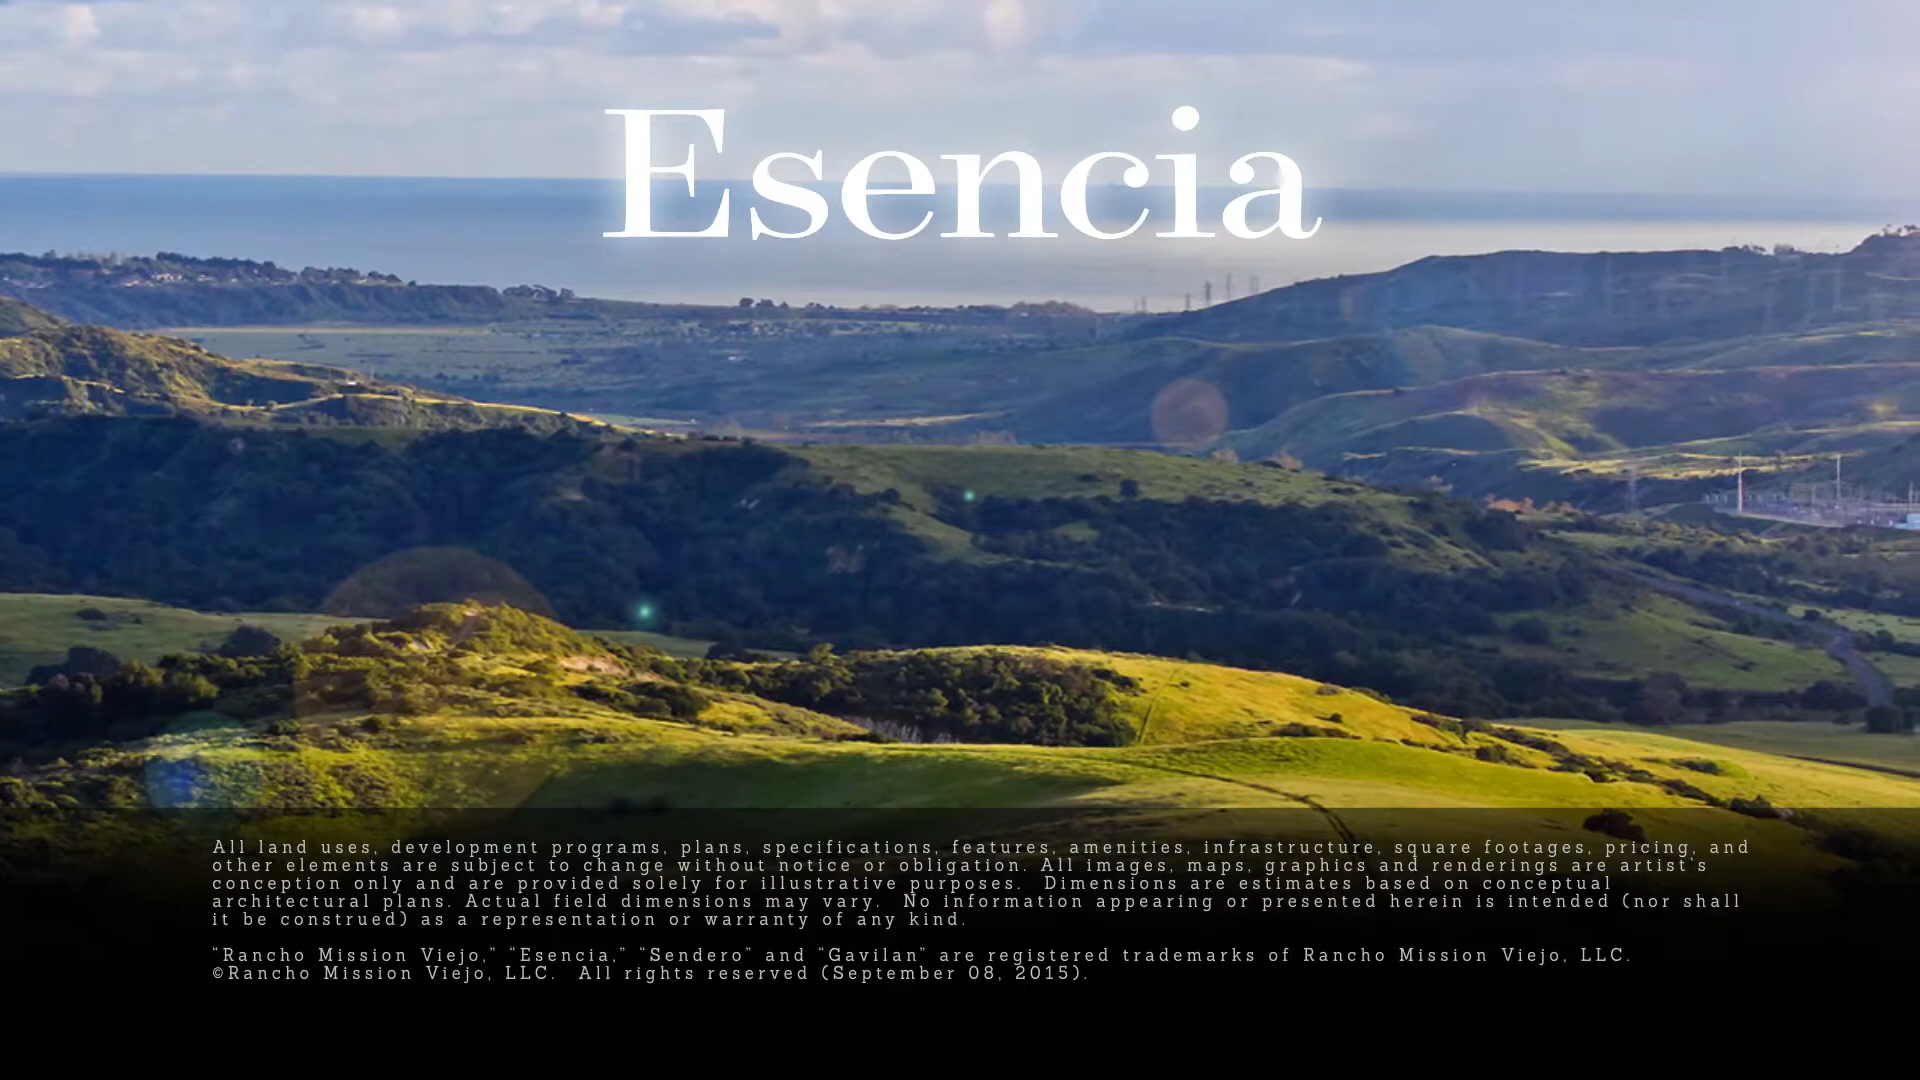 Esencia
All land uses, development programs, plans, specifications, features, amenities, infrastructure, square footages, pricing, and
other elements are subject to change without notice or obligation. All images, maps, graphics and renderings are artist's
conception only and are provided solely for illustrative purposes.  Dimensions are estimates based on conceptual
architectural plans. Actual field dimensions may vary.  No information appearing or presented herein is intended (nor shall
it be construed) as a representation or warranty of any kind.
“Rancho Mission Viejo,” “Esencia,” “Sendero” and “Gavilan” are registered trademarks of Rancho Mission Viejo, LLC.
©Rancho Mission Viejo, LLC.  All rights reserved (September 08, 2015).